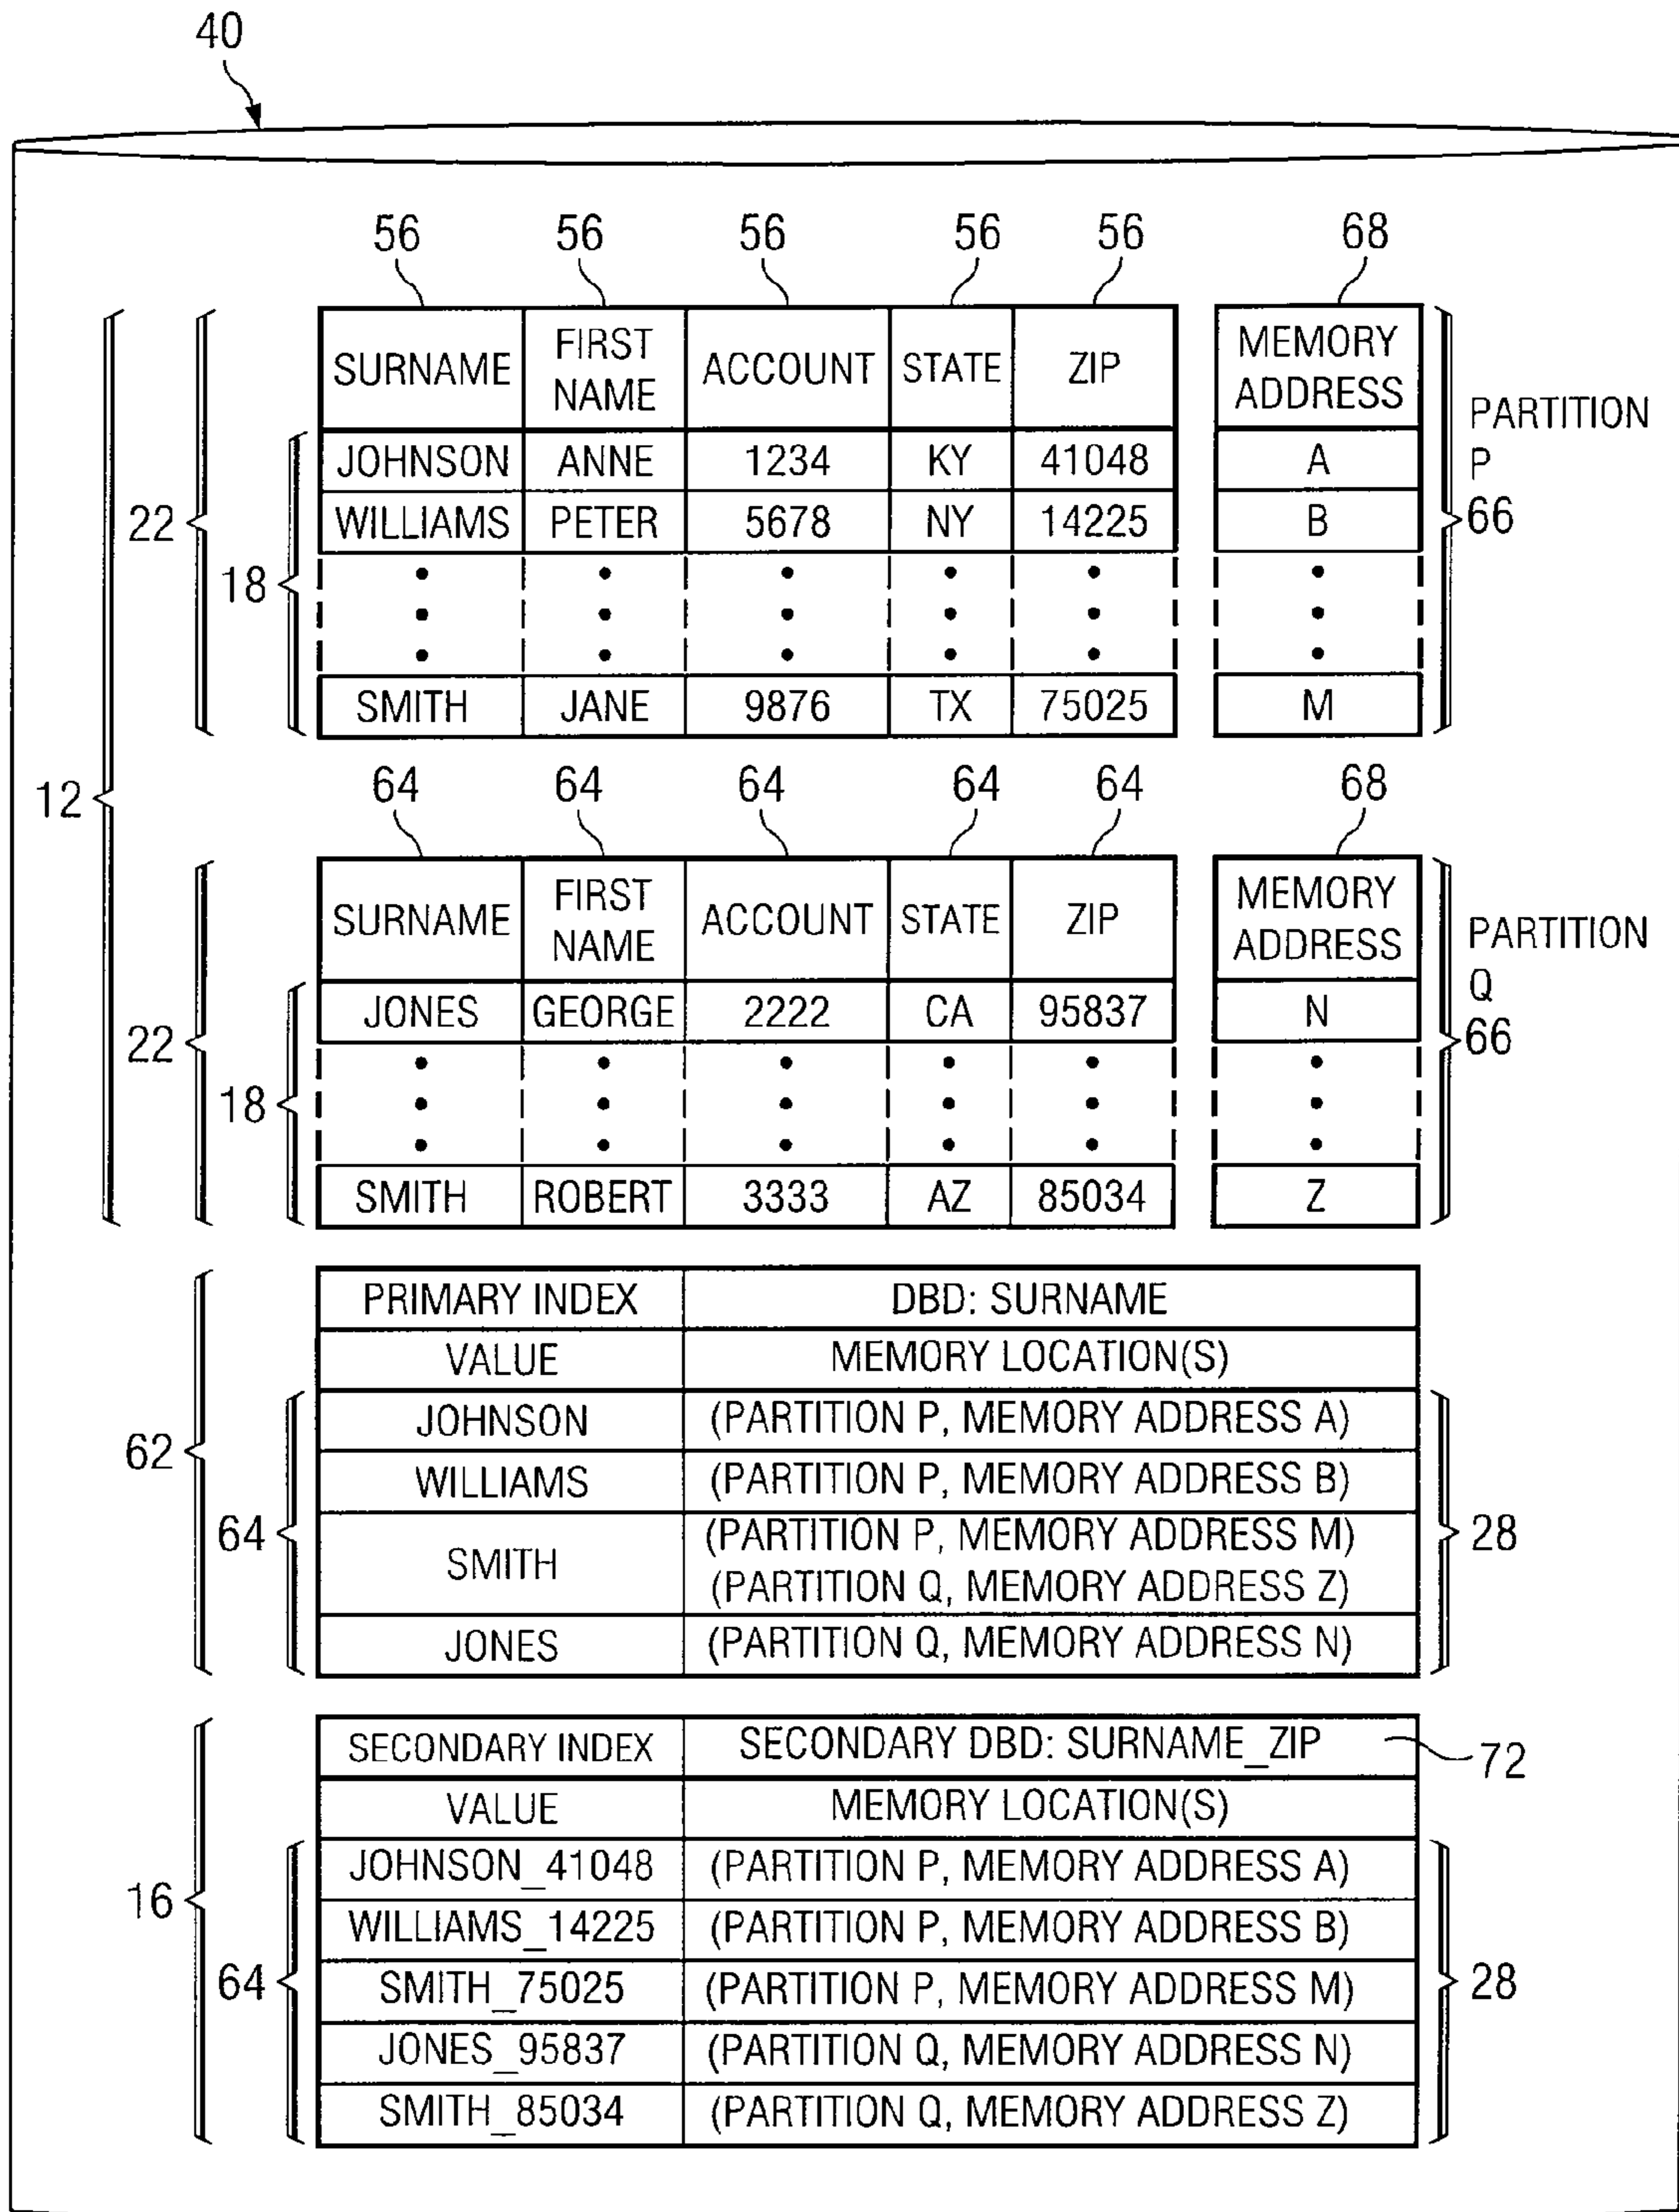 40
56 56 56 56 56 68
SURNAME FIRST NAME ACCOUNT STATE ZIP MEMORY ADDRESS
PARTITION P
66
JOHNSON ANNE 1234 KY 41048 A
22
WILLIAMS PETER 5678 NY 14225 B
18
SMITH JANE 9876 TX 75025 M
12
64 64 64 64 64 68
SURNAME FIRST NAME ACCOUNT STATE ZIP MEMORY ADDRESS
PARTITION Q
66
JONES GEORGE 2222 CA 95837 N
22
18
SMITH ROBERT 3333 AZ 85034 Z
PRIMARY INDEX DBD: SURNAME
VALUE MEMORY LOCATION(S)
JOHNSON (PARTITION P, MEMORY ADDRESS A)
62
WILLIAMS (PARTITION P, MEMORY ADDRESS B)
64 28
SMITH (PARTITION P, MEMORY ADDRESS M)
(PARTITION Q, MEMORY ADDRESS Z)
JONES (PARTITION Q, MEMORY ADDRESS N)
SECONDARY INDEX SECONDARY DBD: SURNAME_ZIP 72
VALUE MEMORY LOCATION(S)
JOHNSON_41048 (PARTITION P, MEMORY ADDRESS A)
16
WILLIAMS_14225 (PARTITION P, MEMORY ADDRESS B)
64 SMITH_75025 (PARTITION P, MEMORY ADDRESS M) 28
JONES_95837 (PARTITION Q, MEMORY ADDRESS N)
SMITH_85034 (PARTITION Q, MEMORY ADDRESS Z)